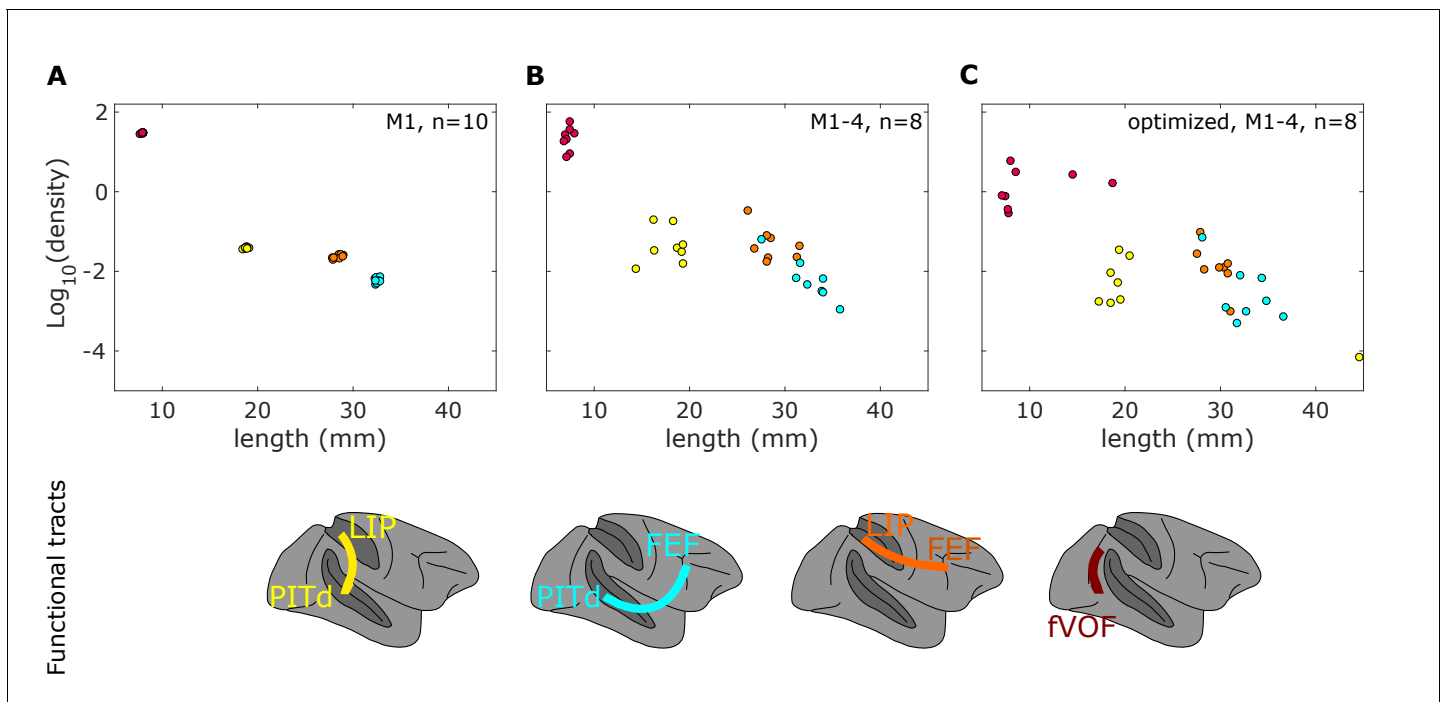 A
B
C
M1, n=10
M1-4, n=8
optimized, M1-4, n=8
Log10(density)
2
0
-2
-4
10 20 30 40
10 20 30 40
10 20 30 40
length (mm)
length (mm)
length (mm)
Functional tracts
LIP
PITd
FEF
PITd
LIP
FEF
fVOF